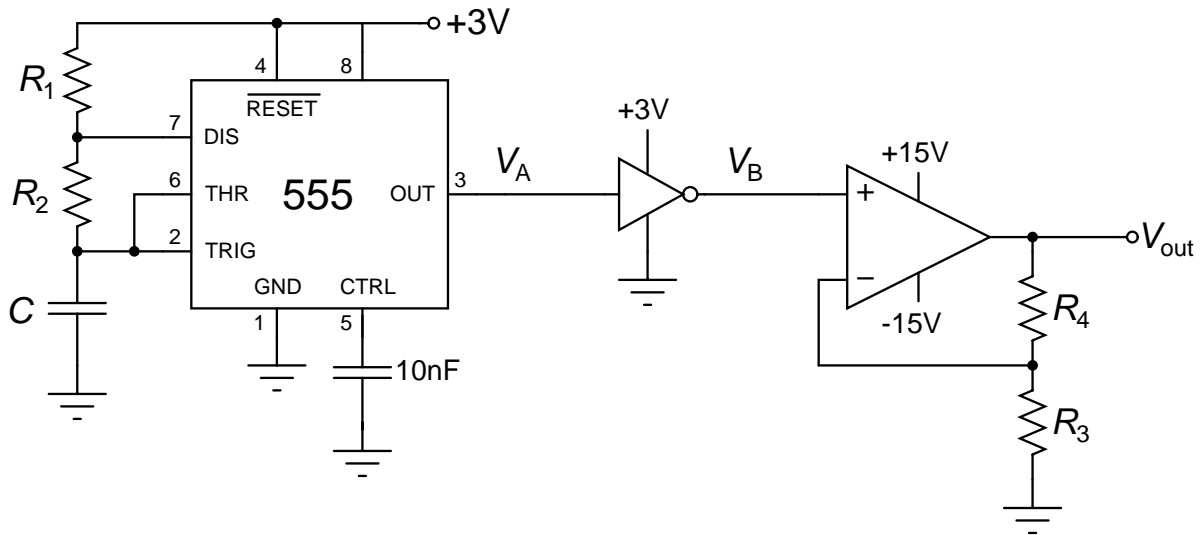 +3V
4
8
R1
RESET
7
DIS
+3V
6
THR
555
OUT
3
VA
VB
+15V
+
R2
2
TRIG
Vout
−
C
GND
CTRL
-15V
R4
1
5
10nF
R3